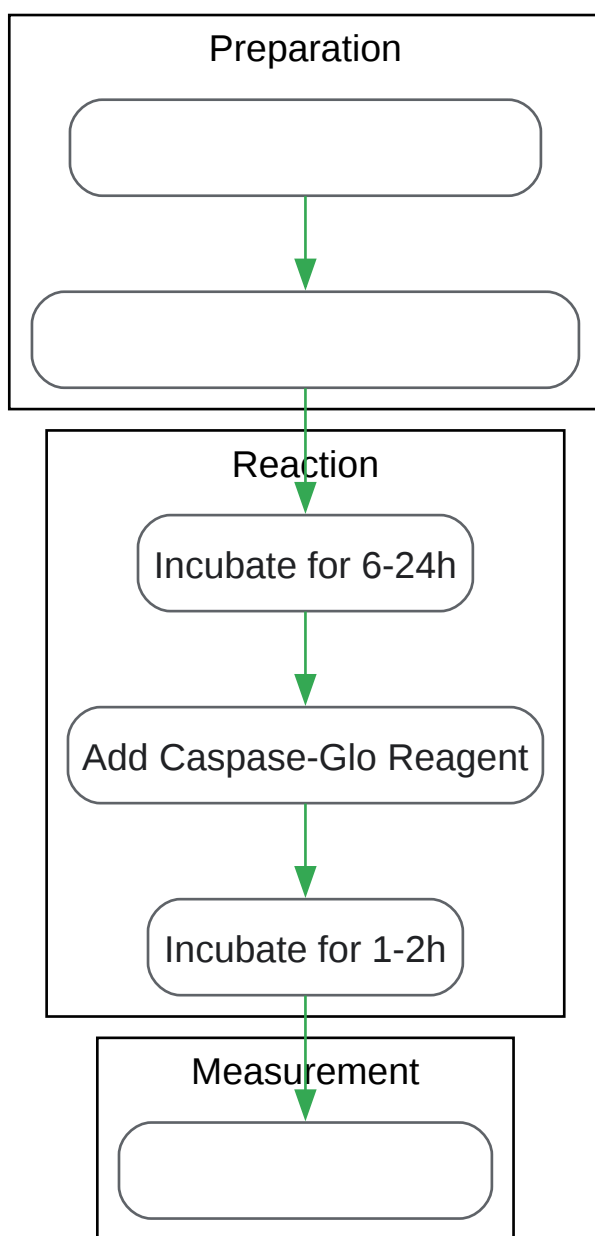 Preparation
Reaction
Incubate for 6-24h
Add Caspase-Glo Reagent
Incubate for 1-2h
Measurement